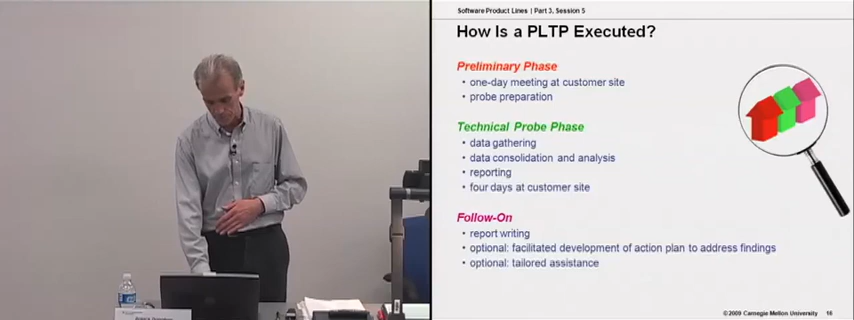 Software Product Lines | Part 3, Session 5
How Is a PLTP Executed?
Preliminary Phase
• one-day meeting at customer site
• probe preparation
Technical Probe Phase
• data gathering
• data consolidation and analysis
• reporting
• four days at customer site
Follow-On
• report writing
• optional: facilitated development of action plan to address findings
• optional: tailored assistance
© 2009 Carnegie Mellon University 16